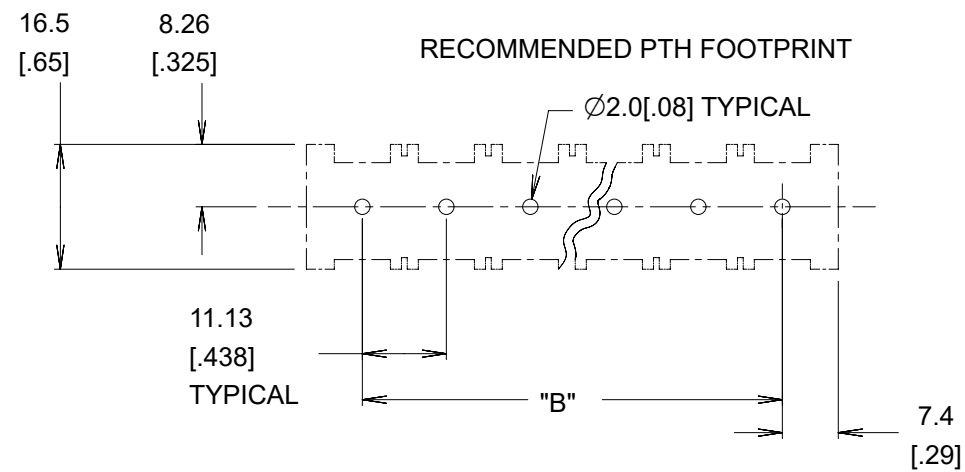 16.5
[.65]
8.26
[.325]
RECOMMENDED PTH FOOTPRINT
∅2.0[.08] TYPICAL
11.13
[.438]
TYPICAL
"B"
7.4
[.29]